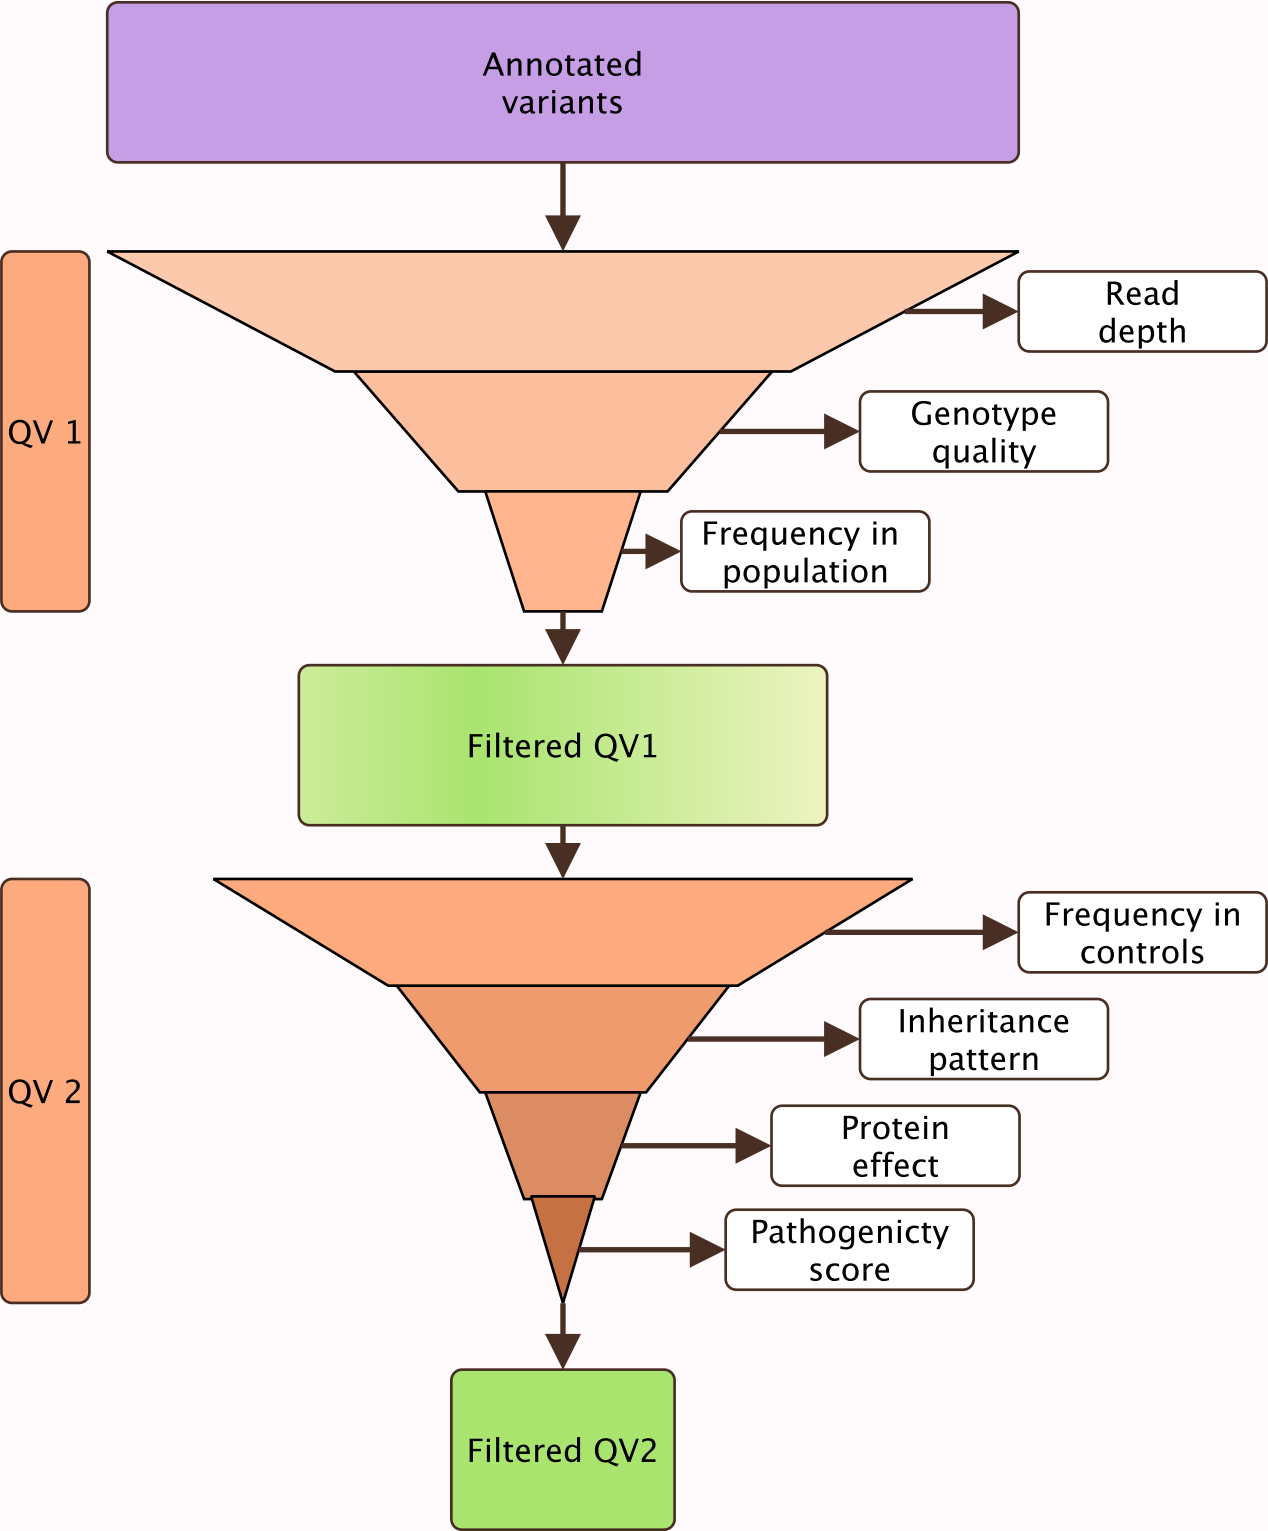 Annotated
variants
QV 1
Read
depth
Genotype
quality
Frequency in
population
Filtered QV1
QV 2
Frequency in
controls
Inheritance
pattern
Protein
effect
Pathogenicty
score
Filtered QV2